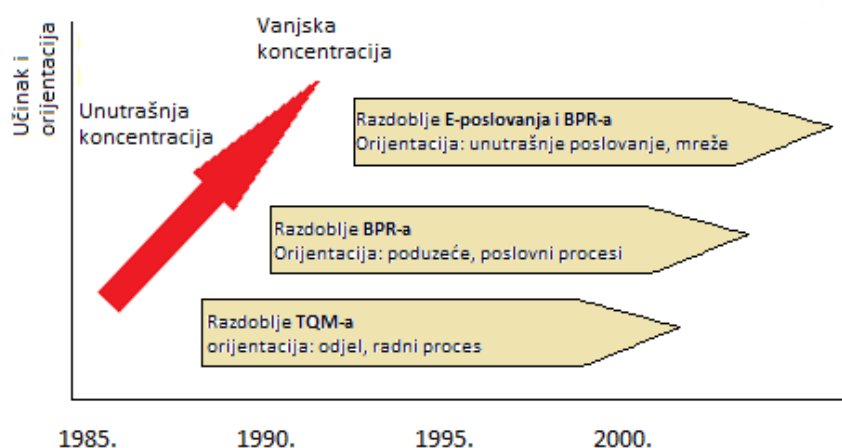 Učinak i
orijentacija
Vanjska
koncentracija
Unutrašnja
koncentracija
Razdoblje E-poslovanja i BPR-a
Orijentacija: unutrašnje poslovanje, mreže
Razdoblje BPR-a
Orijentacija: poduzeće, poslovni procesi
Razdoblje TQM-a
orijentacija: odjel, radni proces
1985. 1990. 1995. 2000.